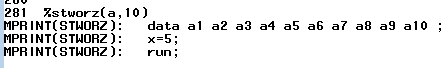 281  %stworz(a,10)
MPRINT(STWORZ):   data a1 a2 a3 a4 a5 a6 a7 a8 a9 a10 ;
MPRINT(STWORZ):   x=5;
MPRINT(STWORZ):   run;